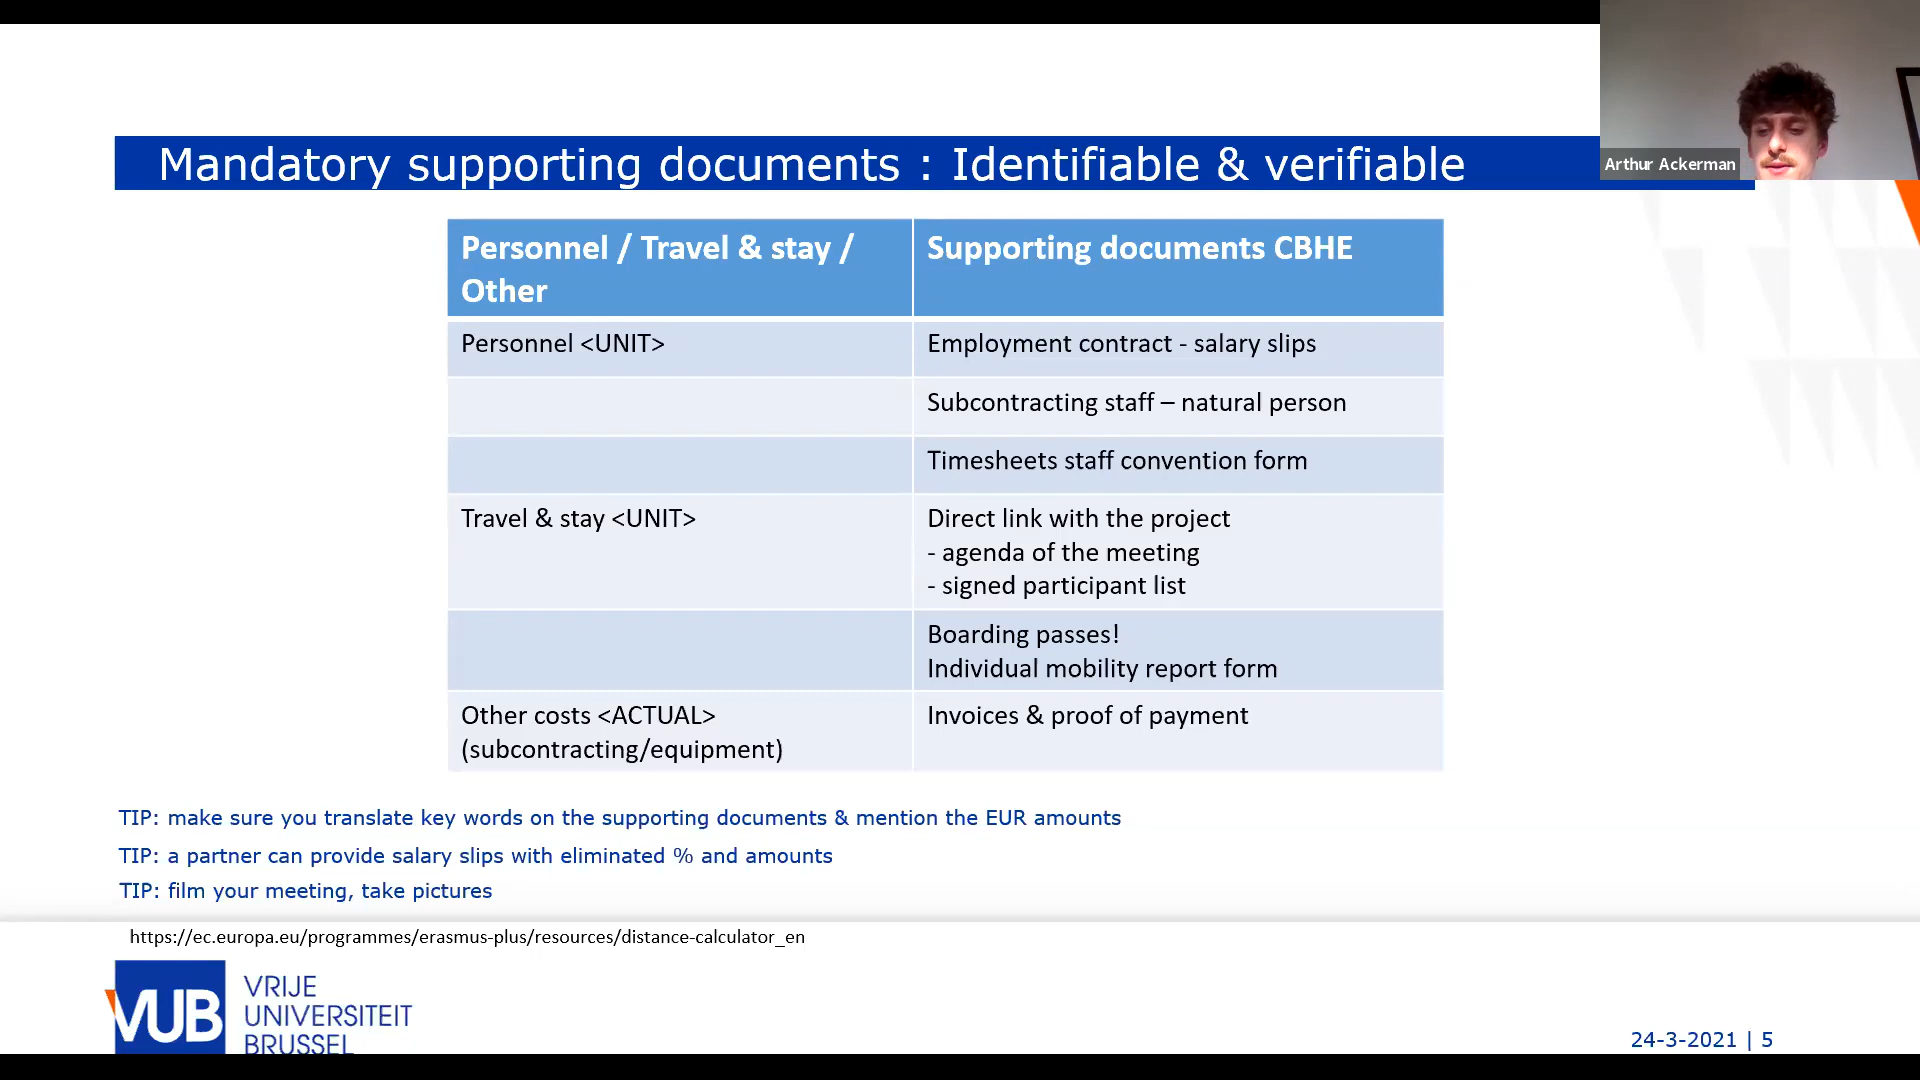 Mandatory supporting documents : Identifiable & verifiable
Arthur Ackerman
Personnel / Travel & stay /
Other
Supporting documents CBHE
Personnel <UNIT>
Employment contract - salary slips
Subcontracting staff – natural person
Timesheets staff convention form
Travel & stay <UNIT>
Direct link with the project
- agenda of the meeting
- signed participant list
Boarding passes!
Individual mobility report form
Other costs <ACTUAL>
(subcontracting/equipment)
Invoices & proof of payment
TIP: make sure you translate key words on the supporting documents & mention the EUR amounts
TIP: a partner can provide salary slips with eliminated % and amounts
TIP: film your meeting, take pictures
https://ec.europa.eu/programmes/erasmus-plus/resources/distance-calculator_en
VUB
VRIJE
UNIVERSITEIT
BRUSSEL
24-3-2021 | 5